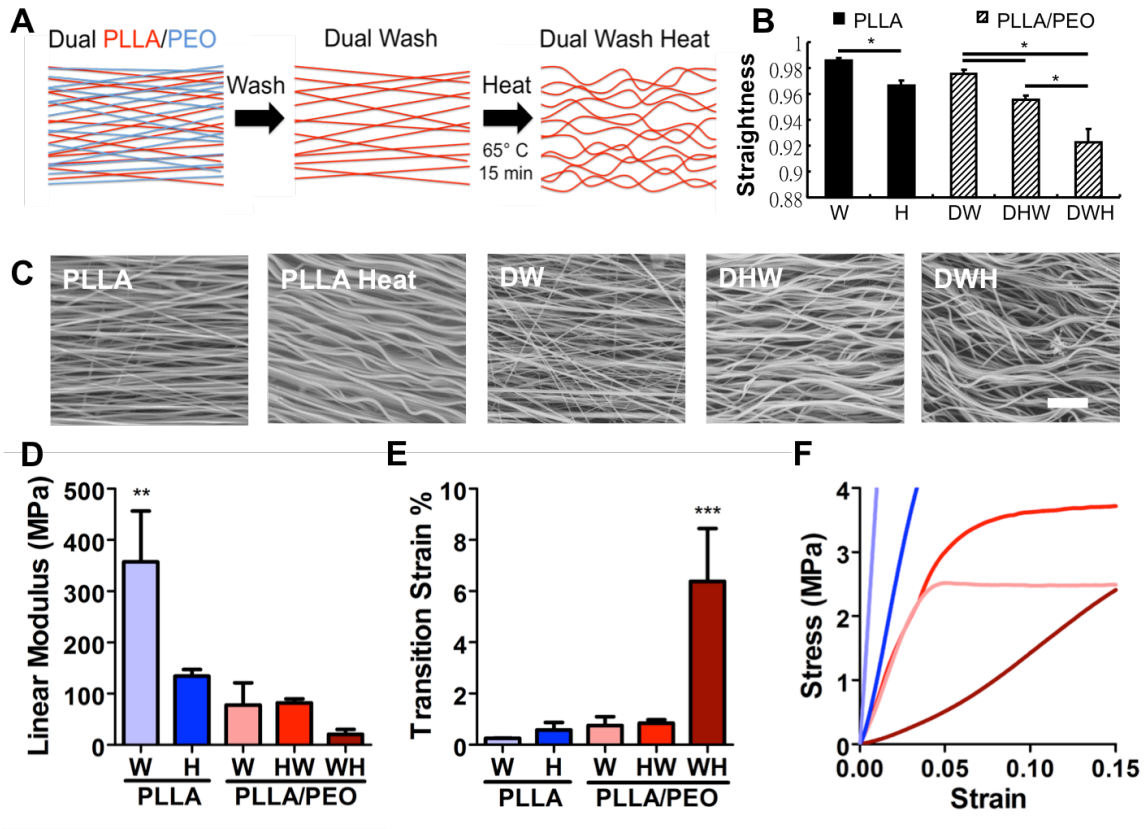 A
Dual PLLA/PEO
Dual Wash
Dual Wash Heat
Wash
Heat
65° C
15 min
B
PLLA
PLLA/PEO
Straightness
1
0.98
0.96
0.94
0.92
0.9
0.88
*
*
*
W
H
DW
DHW
DWH
C
PLLA
PLLA Heat
DW
DHW
DWH
D
Linear Modulus (MPa)
500
400
300
200
100
0
**
W
H
W
HW
WH
PLLA
PLLA/PEO
E
Transition Strain %
10
8
6
4
2
0
***
W
H
W
HW
WH
PLLA
PLLA/PEO
F
Stress (MPa)
4
3
2
1
0
0.00
0.05
0.10
0.15
Strain